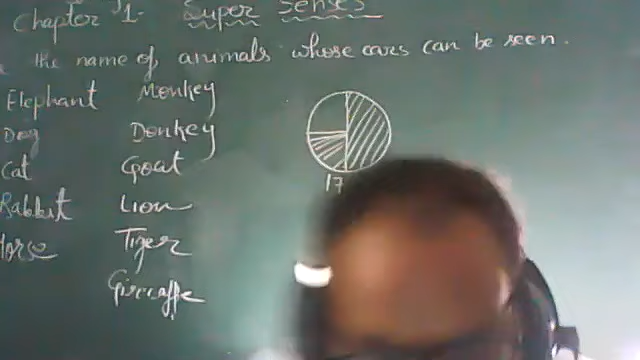 Chapter 1- Super Senses
the name of animals whose ears can be seen.
Elephant Monkey
Dog Donkey
Cat Goat
Rabbit Lion
Horse Tiger
Giraffe
17